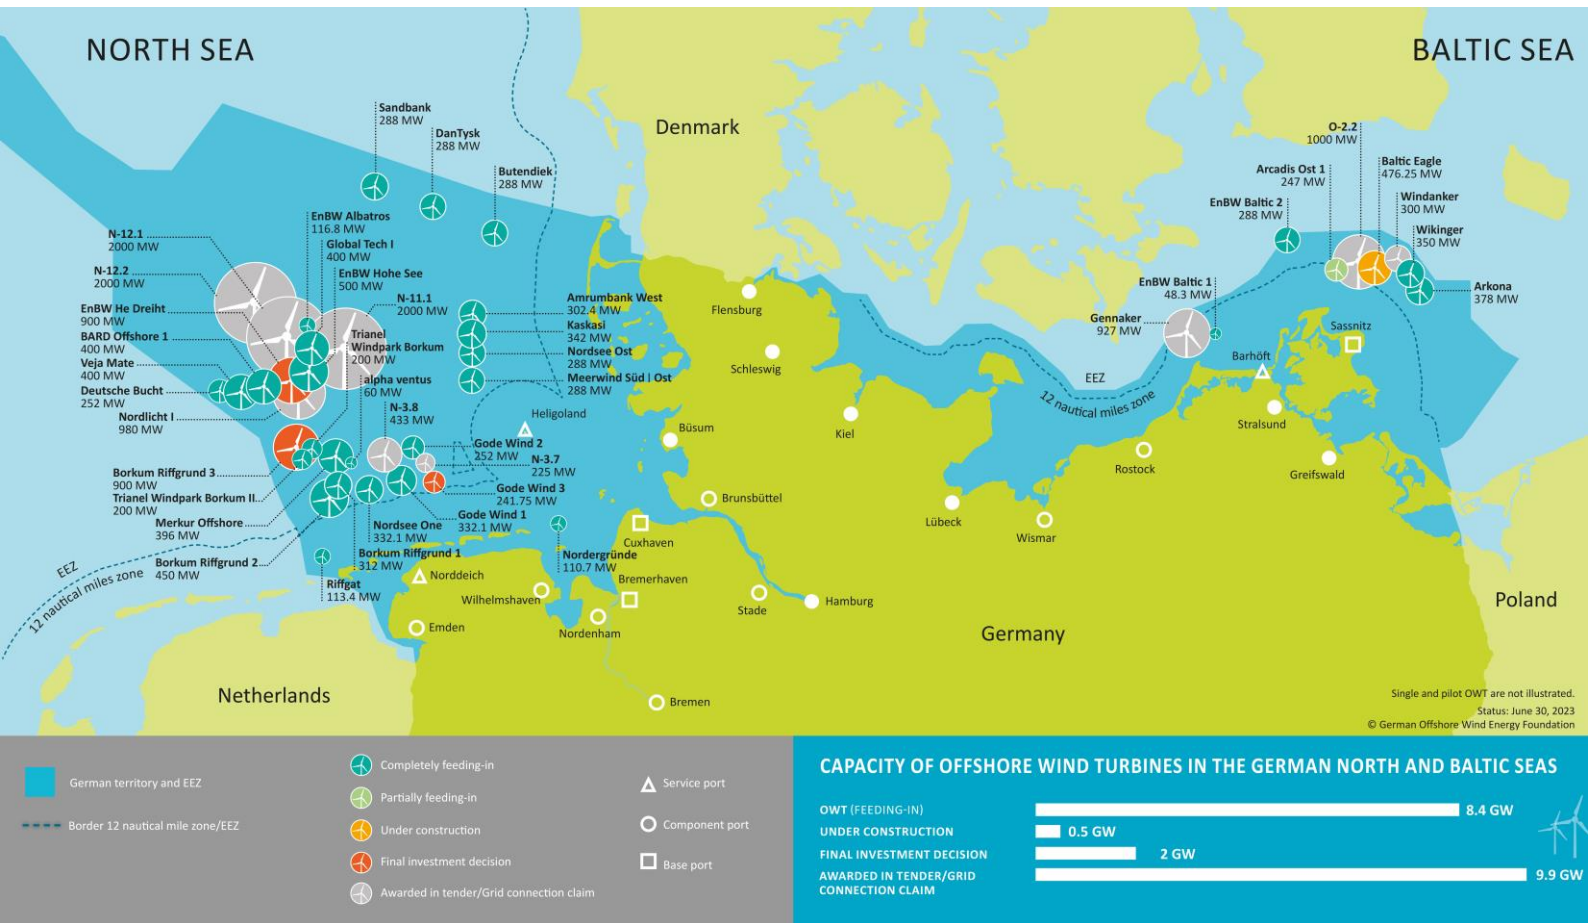 NORTH SEA
BALTIC SEA
Denmark
Sandbank
288 MW
DanTysk
288 MW
Butendiek
288 MW
EnBW Albatros
116.8 MW
Global Tech I
400 MW
EnBW Hohe See
500 MW
N-11.1
2000 MW
N-12.1
2000 MW
N-12.2
2000 MW
EnBW He Dreiht
900 MW
BARD Offshore 1
400 MW
Veja Mate
400 MW
Deutsche Bucht
252 MW
Nordlicht I
980 MW
Trianel
Windpark Borkum
200 MW
alpha ventus
60 MW
N-3.8
433 MW
Amrumbank West
302.4 MW
Kaskasi
342 MW
Nordsee Ost
288 MW
Meerwind Süd | Ost
288 MW
Heligoland
Gode Wind 2
252 MW
N-3.7
225 MW
Gode Wind 3
241.75 MW
Gode Wind 1
332.1 MW
Borkum Riffgrund 3
900 MW
Trianel Windpark Borkum II
200 MW
Merkur Offshore
396 MW
Borkum Riffgrund 2
450 MW
Nordsee One
332.1 MW
Borkum Riffgrund 1
312 MW
Riffgat
113.4 MW
Nordergründe
110.7 MW
EEZ
12 nautical miles zone
O-2.2
1000 MW
Arcadis Ost 1
247 MW
Baltic Eagle
476.25 MW
Windanker
300 MW
EnBW Baltic 2
288 MW
Wikinger
350 MW
EnBW Baltic 1
48.3 MW
Arkona
378 MW
Gennaker
927 MW
EEZ
12 nautical miles zone
Flensburg
Schleswig
Kiel
Büsum
Brunsbüttel
Cuxhaven
Bremerhaven
Norddeich
Wilhelmshaven
Emden
Nordenham
Stade
Hamburg
Bremen
Lübeck
Wismar
Rostock
Barhöft
Sassnitz
Stralsund
Greifswald
Netherlands
Germany
Poland
Single and pilot OWT are not illustrated.
Status: June 30, 2023
© German Offshore Wind Energy Foundation
German territory and EEZ
Border 12 nautical mile zone/EEZ
Completely feeding-in
Partially feeding-in
Under construction
Final investment decision
Awarded in tender/Grid connection claim
Service port
Component port
Base port
CAPACITY OF OFFSHORE WIND TURBINES IN THE GERMAN NORTH AND BALTIC SEAS
OWT (FEEDING-IN) 8.4 GW
UNDER CONSTRUCTION 0.5 GW
FINAL INVESTMENT DECISION 2 GW
AWARDED IN TENDER/GRID
CONNECTION CLAIM 9.9 GW